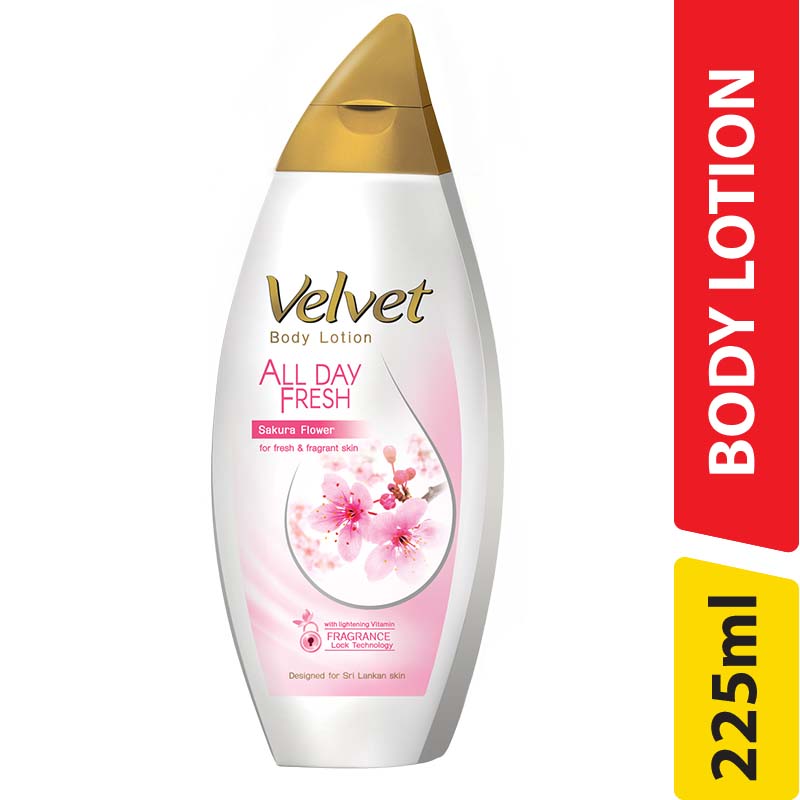 Velvet
Body Lotion
ALL DAY
FRESH
Sakura Flower
for fresh & fragrant skin
with lightening Vitamin
FRAGRANCE
Lock Technology
Designed for Sri Lankan skin
BODY LOTION
225ml